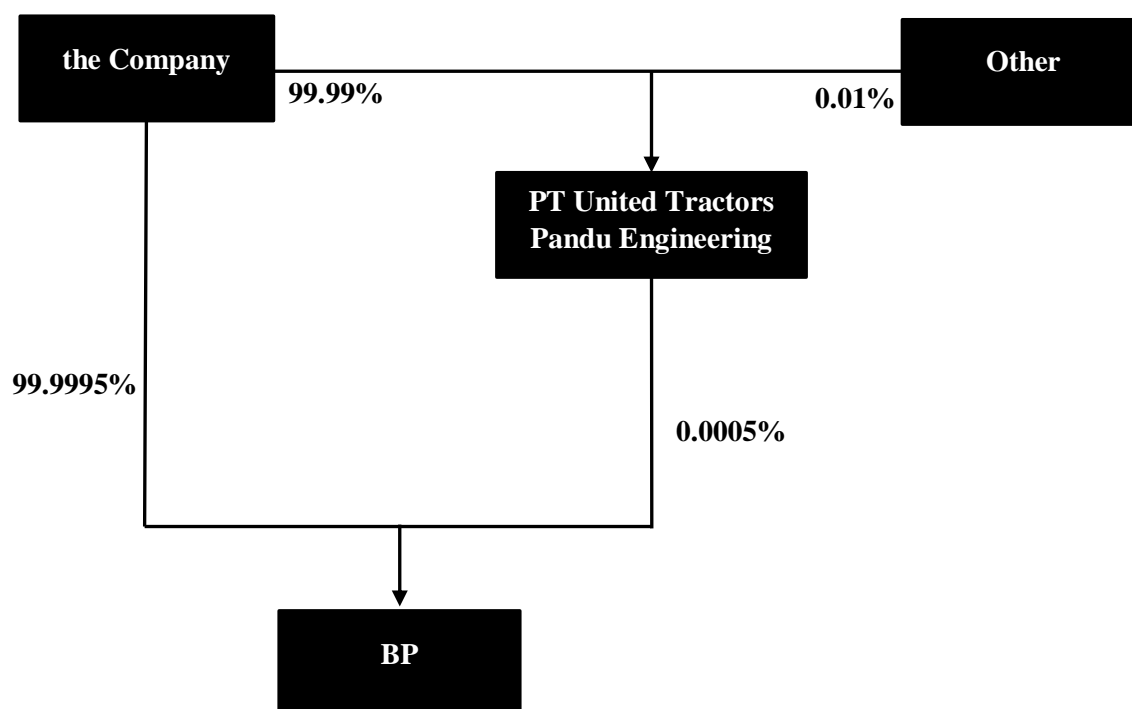 the Company
Other
99.99%
0.01%
PT United Tractors
Pandu Engineering
99.9995%
0.0005%
BP